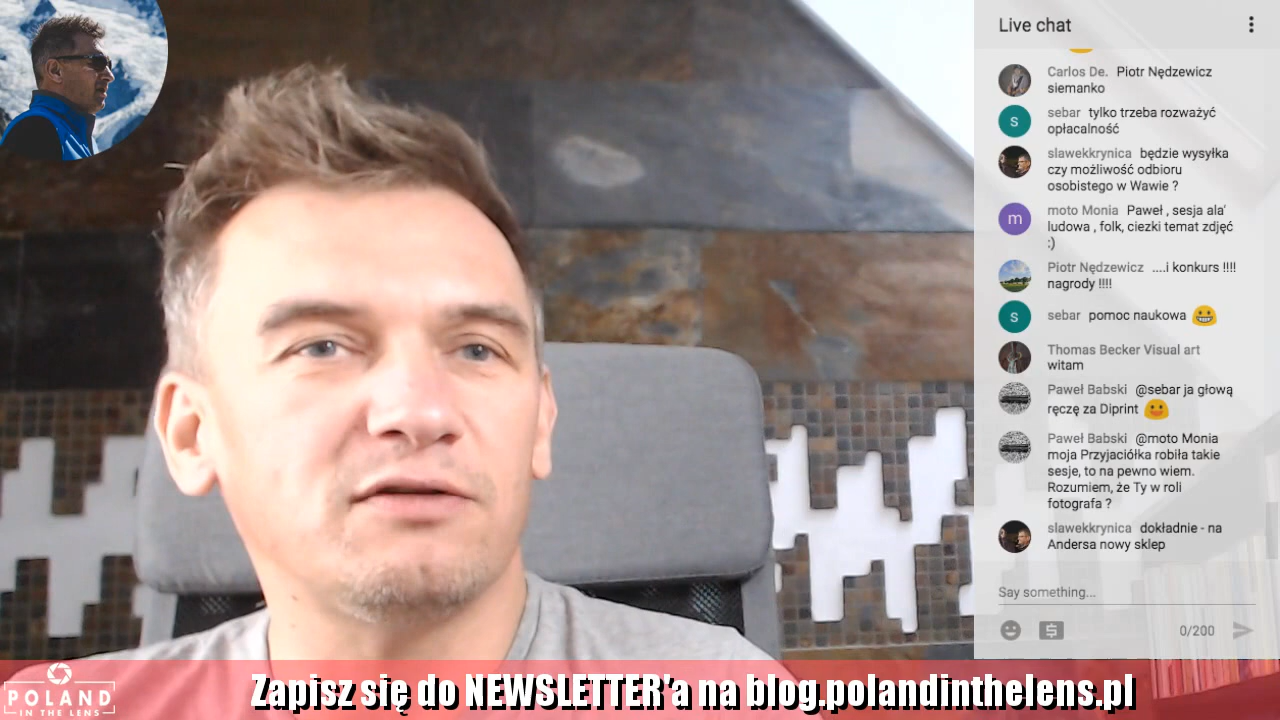 Live chat
Carlos De. Piotr Nędzewicz
siemanko
s
sebar tylko trzeba rozważyć
opłacalność
slawekkrynica będzie wysyłka
czy możliwość odbioru
osobistego w Wawie ?
m
moto Monia Paweł , sesja ala'
ludowa , folk, ciezki temat zdjęć
:)
Piotr Nędzewicz ....i konkurs !!!!
nagrody !!!!
s
sebar pomoc naukowa
Thomas Becker Visual art
witam
Paweł Babski @sebar ja głową
ręczę za Diprint
Paweł Babski @moto Monia
moja Przyjaciółka robiła takie
sesje, to na pewno wiem.
Rozumiem, że Ty w roli
fotografa ?
slawekkrynica dokładnie - na
Andersa nowy sklep
Say something...
0/200
POLAND
IN THE LENS
Zapisz się do NEWSLETTER'a na blog.polandinthelens.pl